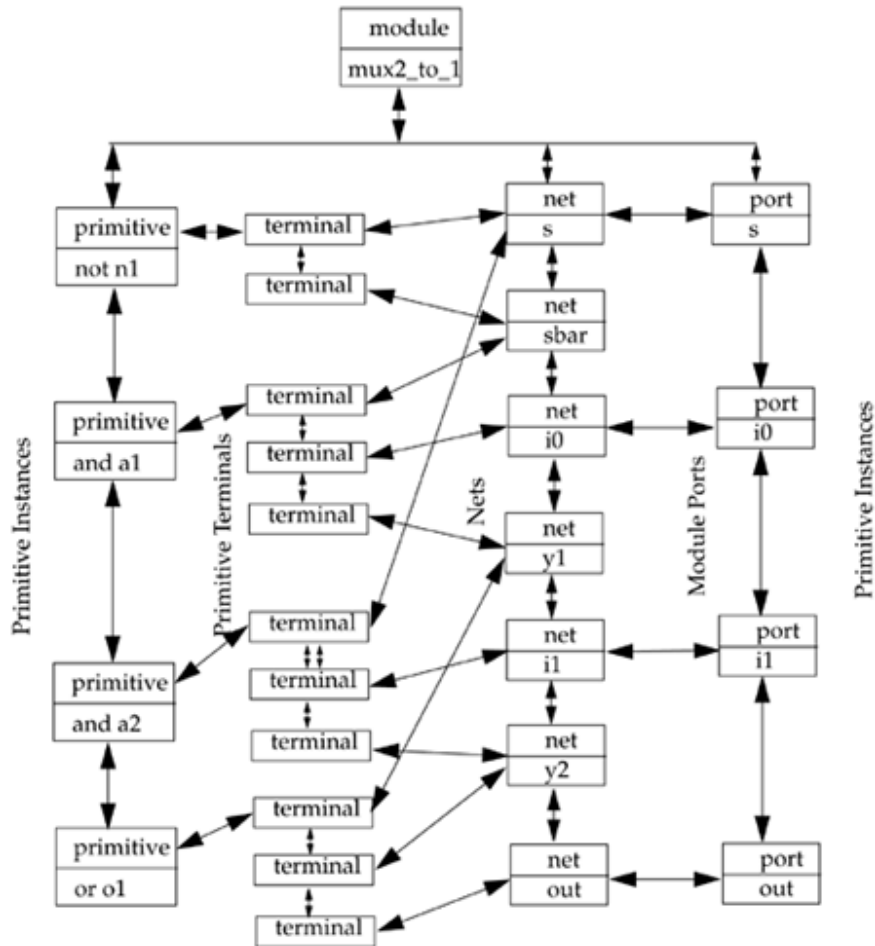 module
mux2_to_1
primitive
not n1
terminal
terminal
net
s
port
s
net
sbar
primitive
and a1
terminal
terminal
terminal
net
i0
port
i0
Primitive Instances
Primitive Terminals
Nets
Module Ports
Primitive Instances
net
y1
primitive
and a2
terminal
terminal
terminal
net
i1
port
i1
net
y2
primitive
or o1
terminal
terminal
terminal
net
out
port
out